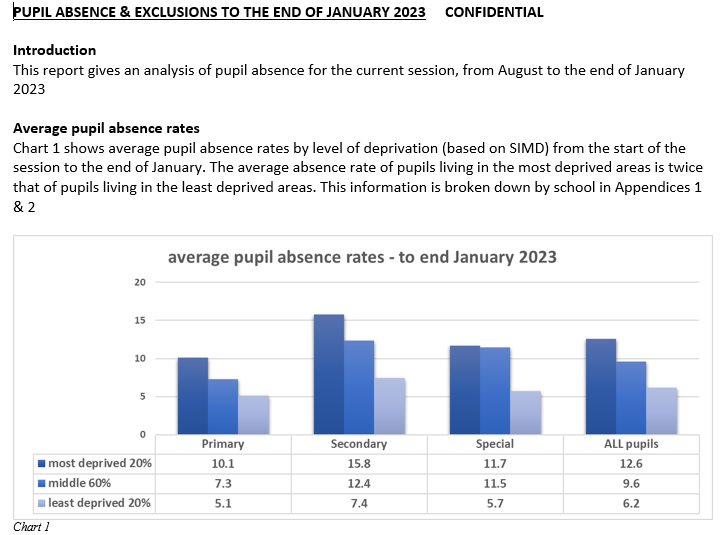 PUPIL ABSENCE & EXCLUSIONS TO THE END OF JANUARY 2023 CONFIDENTIAL
Introduction
This report gives an analysis of pupil absence for the current session, from August to the end of January
2023
Average pupil absence rates
Chart 1 shows average pupil absence rates by level of deprivation (based on SIMD) from the start of the
session to the end of January. The average absence rate of pupils living in the most deprived areas is twice
that of pupils living in the least deprived areas. This information is broken down by school in Appendices 1
& 2
average pupil absence rates - to end January 2023
20
15
10
5
0
Primary Secondary Special ALL pupils
most deprived 20% 10.1 15.8 11.7 12.6
middle 60% 7.3 12.4 11.5 9.6
least deprived 20% 5.1 7.4 5.7 6.2
Chart 1